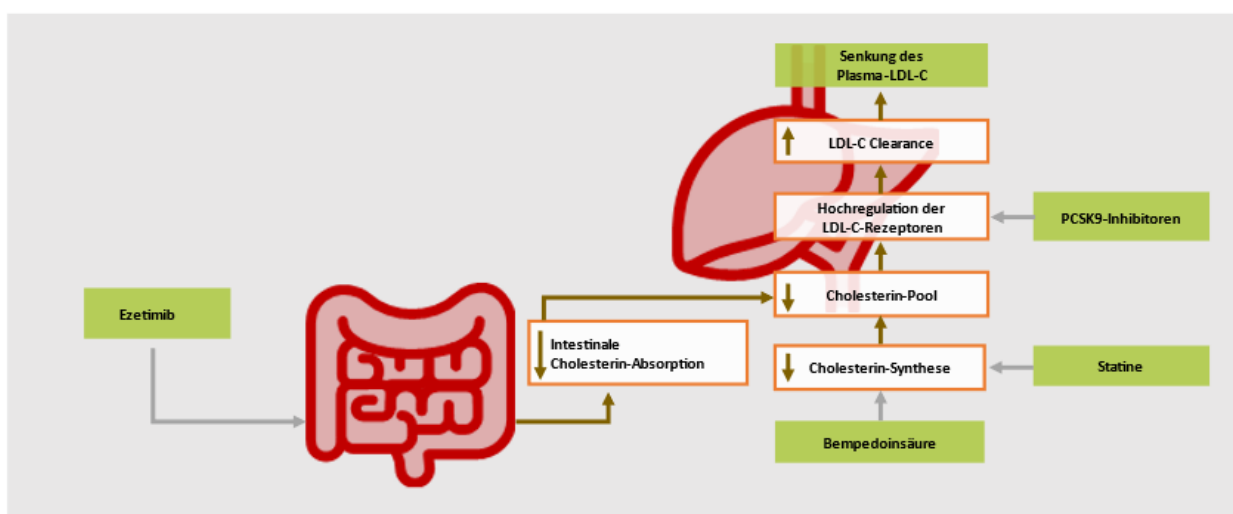 Senkung des
Plasma-LDL-C
LDL-C Clearance
Hochregulation der
LDL-C-Rezeptoren
PCSK9-Inhibitoren
Cholesterin-Pool
Ezetimib
Intestinale
Cholesterin-Absorption
Cholesterin-Synthese
Statine
Bempedoinsäure